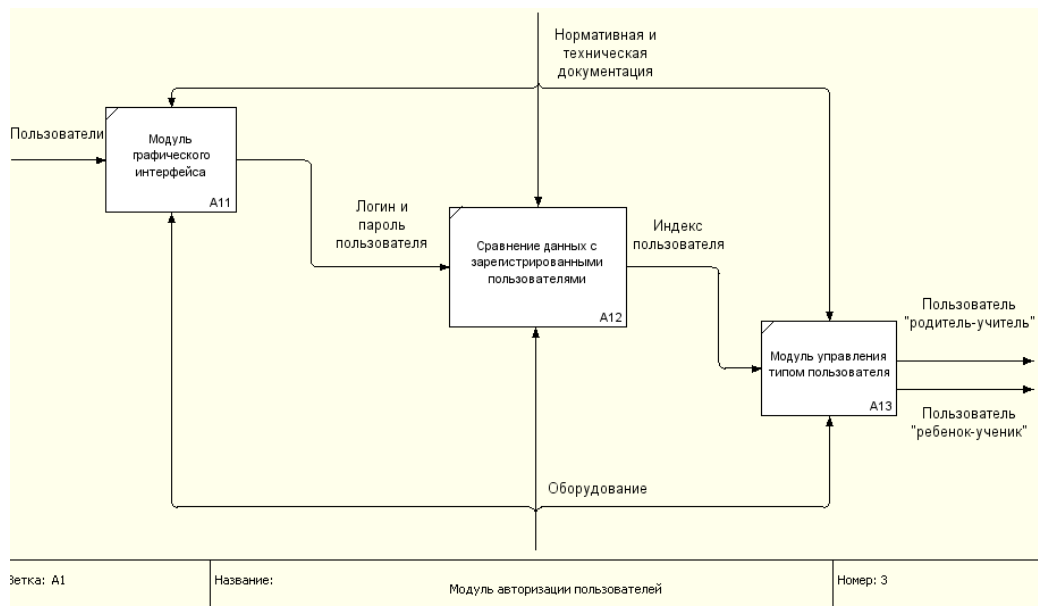 Нормативная и
техническая
документация
Пользователи
Модуль
графического
интерфейса
A11
Логин и
пароль
пользователя
Сравнение данных с
зарегистрированными
пользователями
A12
Индекс
пользователя
Модуль управления
типом пользователя
A13
Пользователь
"родитель-учитель"
Пользователь
"ребенок-ученик"
Оборудование
Ветка: A1
Название:
Модуль авторизации пользователей
Номер: 3